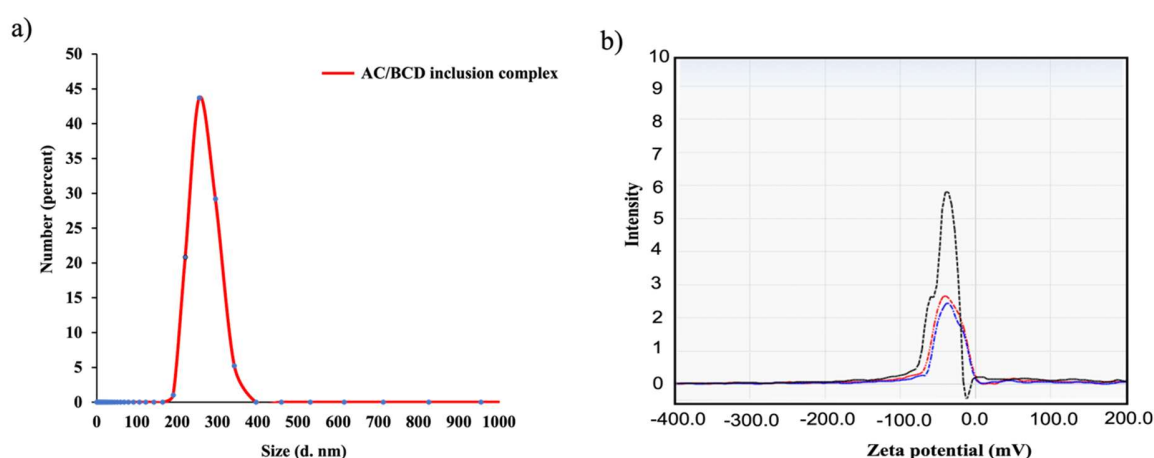 a)
50
45
40
35
30
25
20
15
10
5
0
Number (percent)
AC/BCD inclusion complex
0 100 200 300 400 500 600 700 800 900 1000
Size (d. nm)
b)
10
9
8
7
6
5
4
3
2
1
0
Intensity
-400.0 -300.0 -200.0 -100.0 0.0 100.0 200.0
Zeta potential (mV)